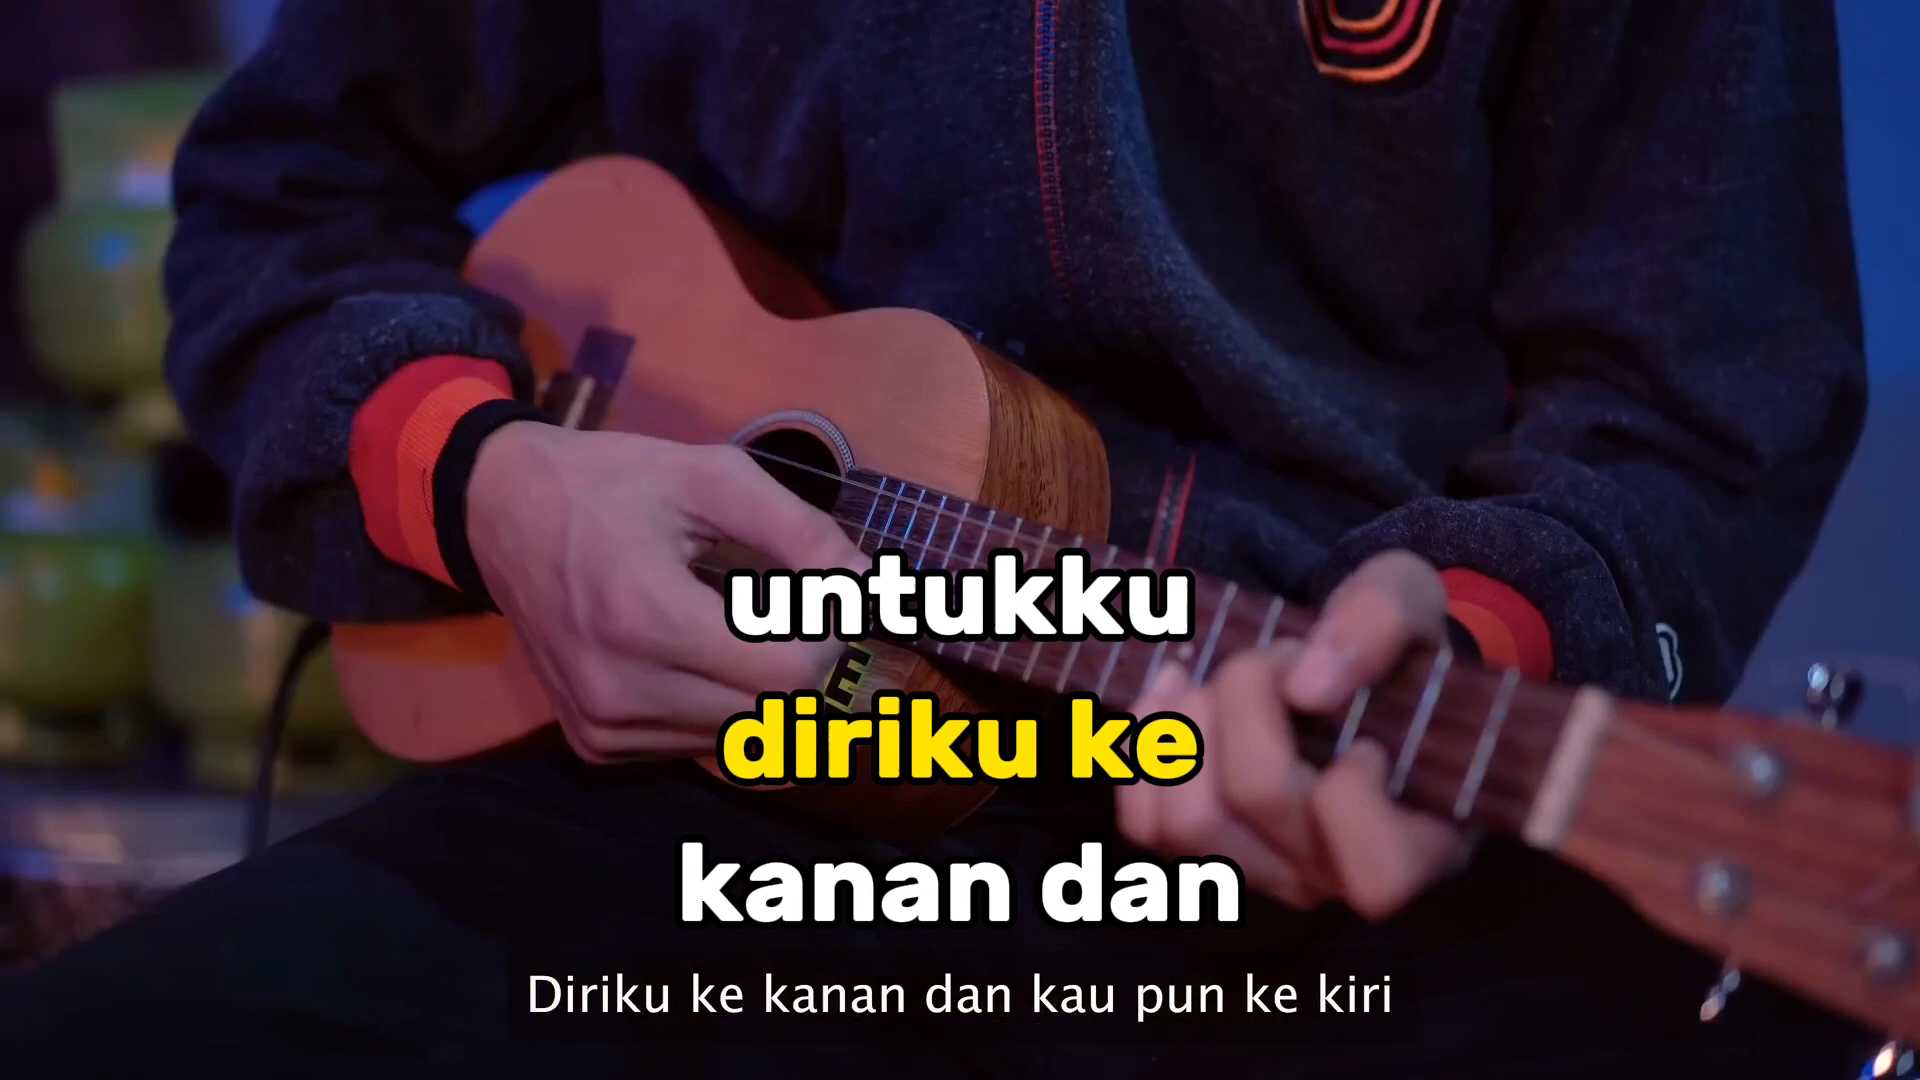 untukku
E
diriku ke
kanan dan
Diriku ke kanan dan kau pun ke kiri